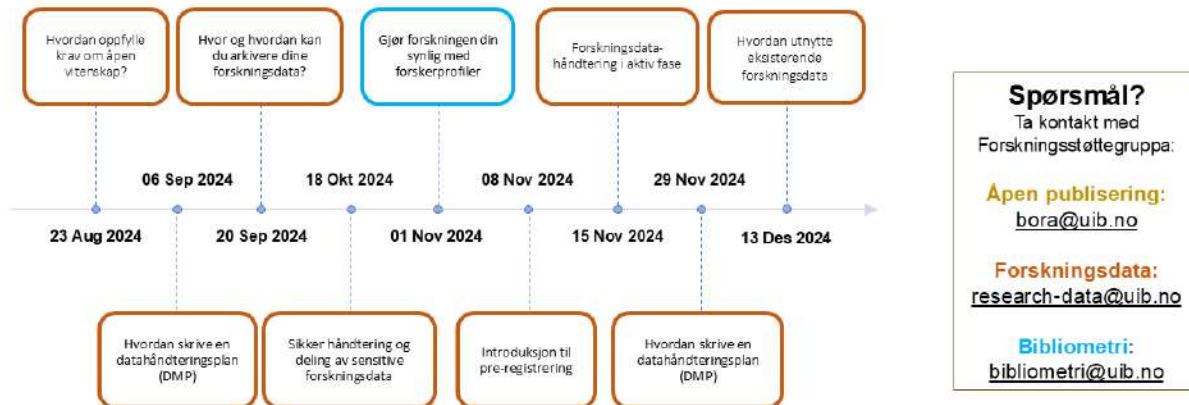 Hvordan oppfylle
krav om åpen
vitenskap?
Hvor og hvordan kan
du arkivere dine
forskningsdata?
Gjør forskningen din
synlig med
forskerprofiler
Forskningsdata-
håndtering i aktiv fase
Hvordan utnytte
eksisterende
forskningsdata
06 Sep 2024
18 Okt 2024
08 Nov 2024
29 Nov 2024
23 Aug 2024
20 Sep 2024
01 Nov 2024
15 Nov 2024
13 Des 2024
Hvordan skrive en
datahåndteringsplan
(DMP)
Sikker håndtering og
deling av sensitive
forskningsdata
Introduksjon til
pre-registrering
Hvordan skrive en
datahåndteringsplan
(DMP)
Spørsmål?
Ta kontakt med
Forskningsstøttegruppa:
Åpen publisering:
bora@uib.no
Forskningsdata:
research-data@uib.no
Bibliometri:
bibliometri@uib.no